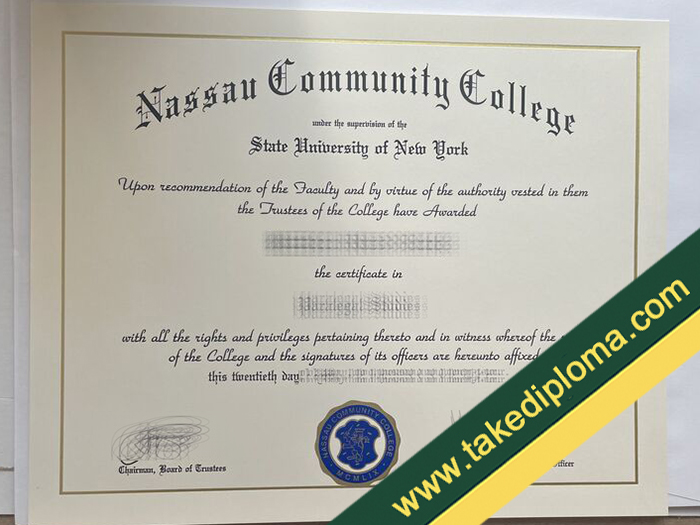 Nassau Community College
under the supervision of the
State University of New York
Upon recommendation of the Faculty and by virtue of the authority vested in them
the Trustees of the College have Awarded
the certificate in
with all the rights and privileges pertaining thereto and in witness whereof the
of the College and the signatures of its officers are hereunto affixed
this twentieth day
NASSAU COMMUNITY COLLEGE
MCMLIX
Chairman, Board of Trustees
Officer
www.takediploma.com